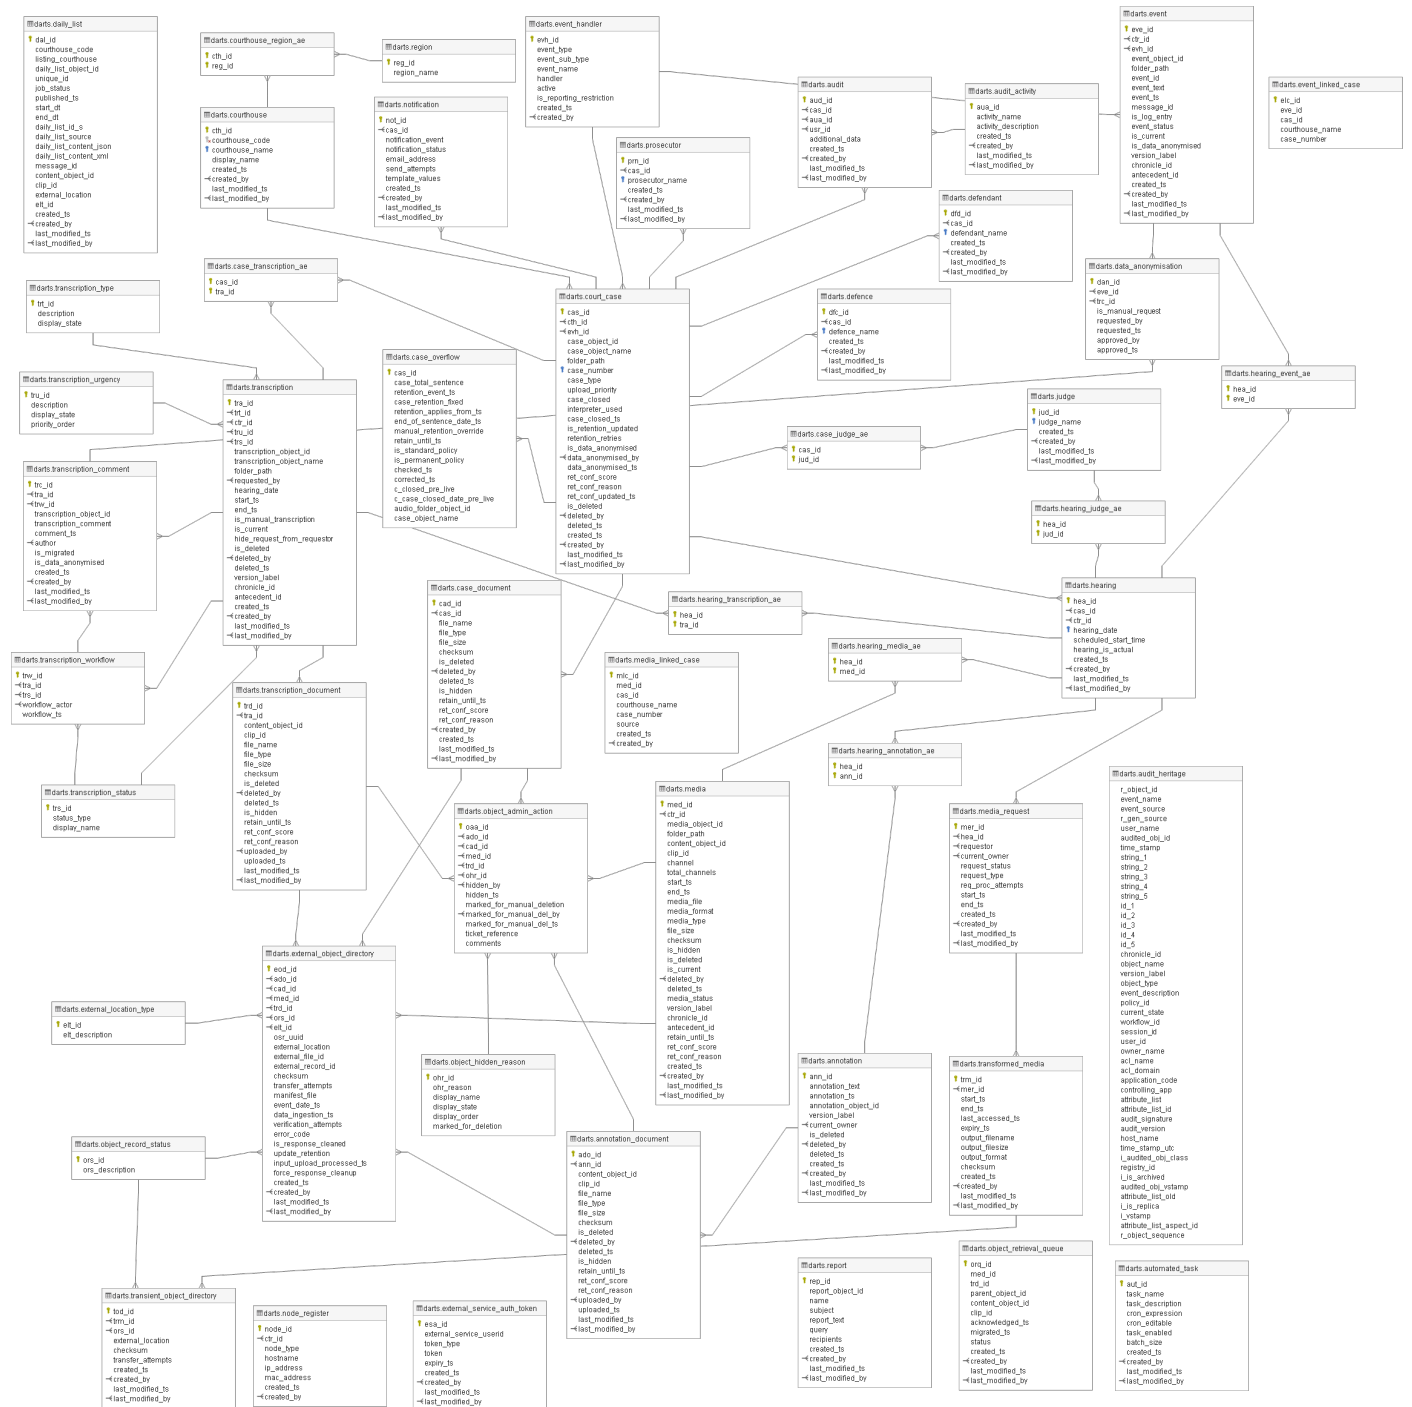 darts.daily_list
dal_id
courthouse_code
listing_courthouse
daily_list_object_id
unique_id
job_status
published_ts
start_dt
end_dt
daily_list_id_s
daily_list_source
daily_list_content_json
daily_list_content_xml
message_id
content_object_id
clip_id
external_location
elt_id
created_ts
created_by
last_modified_ts
last_modified_by
darts.courthouse_region_ae
cth_id
reg_id
darts.region
reg_id
region_name
darts.courthouse
cth_id
courthouse_code
courthouse_name
display_name
created_ts
created_by
last_modified_ts
last_modified_by
darts.notification
not_id
cas_id
notification_event
notification_status
email_address
send_attempts
template_values
created_ts
created_by
last_modified_ts
last_modified_by
darts.event_handler
evh_id
event_type
event_sub_type
event_name
handler
active
is_reporting_restriction
created_ts
created_by
darts.prosecutor
prn_id
cas_id
prosecutor_name
created_ts
created_by
last_modified_ts
last_modified_by
darts.audit
aud_id
cas_id
aua_id
usr_id
additional_data
created_ts
created_by
last_modified_ts
last_modified_by
darts.audit_activity
aua_id
activity_name
activity_description
created_ts
created_by
last_modified_ts
last_modified_by
darts.event
eve_id
ctr_id
evh_id
event_object_id
folder_path
event_id
event_text
event_ts
message_id
is_log_entry
event_status
is_current
is_data_anonymised
version_label
chronicle_id
antecedent_id
created_ts
created_by
last_modified_ts
last_modified_by
darts.event_linked_case
elc_id
eve_id
cas_id
courthouse_name
case_number
darts.defendant
dfd_id
cas_id
defendant_name
created_ts
created_by
last_modified_ts
last_modified_by
darts.case_transcription_ae
cas_id
tra_id
darts.transcription_type
trt_id
description
display_state
darts.court_case
cas_id
cth_id
evh_id
case_object_id
case_object_name
folder_path
case_number
case_type
upload_priority
case_closed
interpreter_used
case_closed_ts
is_retention_updated
retention_retries
is_data_anonymised
data_anonymised_by
data_anonymised_ts
ret_conf_score
ret_conf_reason
ret_conf_updated_ts
is_deleted
deleted_by
deleted_ts
created_ts
created_by
last_modified_ts
last_modified_by
darts.defence
dfc_id
cas_id
defence_name
created_ts
created_by
last_modified_ts
last_modified_by
darts.data_anonymisation
dan_id
eve_id
trc_id
is_manual_request
requested_by
requested_ts
approved_by
approved_ts
darts.hearing_event_ae
hea_id
eve_id
darts.transcription_urgency
tru_id
description
display_state
priority_order
darts.transcription
tra_id
trt_id
ctr_id
tru_id
trs_id
transcription_object_id
transcription_object_name
folder_path
requested_by
hearing_date
start_ts
end_ts
is_manual_transcription
is_current
hide_request_from_requestor
is_deleted
deleted_by
deleted_ts
version_label
chronicle_id
antecedent_id
created_ts
created_by
last_modified_ts
last_modified_by
darts.case_overflow
cas_id
case_total_sentence
retention_event_ts
case_retention_fixed
retention_applies_from_ts
end_of_sentence_date_ts
manual_retention_override
retain_until_ts
is_standard_policy
is_permanent_policy
checked_ts
corrected_ts
c_closed_pre_live
c_case_closed_date_pre_live
audio_folder_object_id
case_object_name
darts.case_judge_ae
cas_id
jud_id
darts.judge
jud_id
judge_name
created_ts
created_by
last_modified_ts
last_modified_by
darts.hearing_judge_ae
hea_id
jud_id
darts.transcription_comment
trc_id
tra_id
trw_id
transcription_object_id
transcription_comment
comment_ts
author
is_migrated
is_data_anonymised
created_ts
created_by
last_modified_ts
last_modified_by
darts.case_document
cad_id
cas_id
file_name
file_type
file_size
checksum
is_deleted
deleted_by
deleted_ts
is_hidden
retain_until_ts
ret_conf_score
ret_conf_reason
created_by
created_ts
last_modified_ts
last_modified_by
darts.hearing_transcription_ae
hea_id
tra_id
darts.hearing
hea_id
cas_id
ctr_id
hearing_date
scheduled_start_time
hearing_is_actual
created_ts
created_by
last_modified_ts
last_modified_by
darts.transcription_workflow
trw_id
tra_id
trs_id
workflow_actor
workflow_ts
darts.transcription_document
trd_id
tra_id
content_object_id
clip_id
file_name
file_type
file_size
checksum
is_deleted
deleted_by
deleted_ts
is_hidden
retain_until_ts
ret_conf_score
ret_conf_reason
uploaded_by
uploaded_ts
last_modified_ts
last_modified_by
darts.media_linked_case
mlc_id
med_id
cas_id
courthouse_name
case_number
source
created_ts
created_by
darts.hearing_media_ae
hea_id
med_id
darts.hearing_annotation_ae
hea_id
ann_id
darts.transcription_status
trs_id
status_type
display_name
darts.object_admin_action
oaa_id
ado_id
cad_id
med_id
trd_id
ohr_id
hidden_by
hidden_ts
marked_for_manual_deletion
marked_for_manual_del_by
marked_for_manual_del_ts
ticket_reference
comments
darts.media
med_id
ctr_id
media_object_id
folder_path
content_object_id
clip_id
channel
total_channels
start_ts
end_ts
media_file
media_format
media_type
file_size
checksum
is_hidden
is_deleted
is_current
deleted_by
deleted_ts
media_status
version_label
chronicle_id
antecedent_id
retain_until_ts
ret_conf_score
ret_conf_reason
created_ts
created_by
last_modified_ts
last_modified_by
darts.media_request
mer_id
hea_id
requestor
current_owner
request_status
request_type
req_proc_attempts
start_ts
end_ts
created_ts
created_by
last_modified_ts
last_modified_by
darts.audit_heritage
r_object_id
event_name
event_source
r_gen_source
user_name
audited_obj_id
time_stamp
string_1
string_2
string_3
string_4
string_5
id_1
id_2
id_3
id_4
id_5
chronicle_id
object_name
version_label
object_type
event_description
policy_id
current_state
workflow_id
session_id
user_id
owner_name
acl_name
acl_domain
application_code
controlling_app
attribute_list
attribute_list_id
audit_signature
audit_version
host_name
time_stamp_utc
i_audited_obj_class
registry_id
i_is_archived
audited_obj_vstamp
attribute_list_old
i_is_replica
i_vstamp
attribute_list_aspect_id
r_object_sequence
darts.external_object_directory
eod_id
ado_id
cad_id
med_id
trd_id
ors_id
elt_id
osr_uuid
external_location
external_file_id
external_record_id
checksum
transfer_attempts
manifest_file
event_date_ts
data_ingestion_ts
verification_attempts
error_code
is_response_cleaned
update_retention
input_upload_processed_ts
force_response_cleanup
created_ts
created_by
last_modified_ts
last_modified_by
darts.external_location_type
elt_id
elt_description
darts.object_hidden_reason
ohr_id
ohr_reason
display_name
display_state
display_order
marked_for_deletion
darts.annotation
ann_id
annotation_text
annotation_ts
annotation_object_id
version_label
current_owner
is_deleted
deleted_by
deleted_ts
created_ts
created_by
last_modified_ts
last_modified_by
darts.transformed_media
trm_id
mer_id
start_ts
end_ts
last_accessed_ts
expiry_ts
output_filename
output_filesize
output_format
checksum
created_ts
created_by
last_modified_ts
last_modified_by
darts.object_record_status
ors_id
ors_description
darts.annotation_document
ado_id
ann_id
content_object_id
clip_id
file_name
file_type
file_size
checksum
is_deleted
deleted_by
deleted_ts
is_hidden
retain_until_ts
ret_conf_score
ret_conf_reason
uploaded_by
uploaded_ts
last_modified_ts
last_modified_by
darts.transient_object_directory
tod_id
trm_id
ors_id
external_location
checksum
transfer_attempts
created_ts
created_by
last_modified_ts
last_modified_by
darts.node_register
node_id
ctr_id
node_type
hostname
ip_address
mac_address
created_ts
created_by
darts.external_service_auth_token
esa_id
external_service_userid
token_type
token
expiry_ts
created_ts
created_by
last_modified_ts
last_modified_by
darts.report
rep_id
report_object_id
name
subject
report_text
query
recipients
created_ts
created_by
last_modified_ts
last_modified_by
darts.object_retrieval_queue
orq_id
med_id
trd_id
parent_object_id
content_object_id
clip_id
acknowledged_ts
migrated_ts
status
created_ts
created_by
last_modified_ts
last_modified_by
darts.automated_task
aut_id
task_name
task_description
cron_expression
cron_editable
task_enabled
batch_size
created_ts
created_by
last_modified_ts
last_modified_by